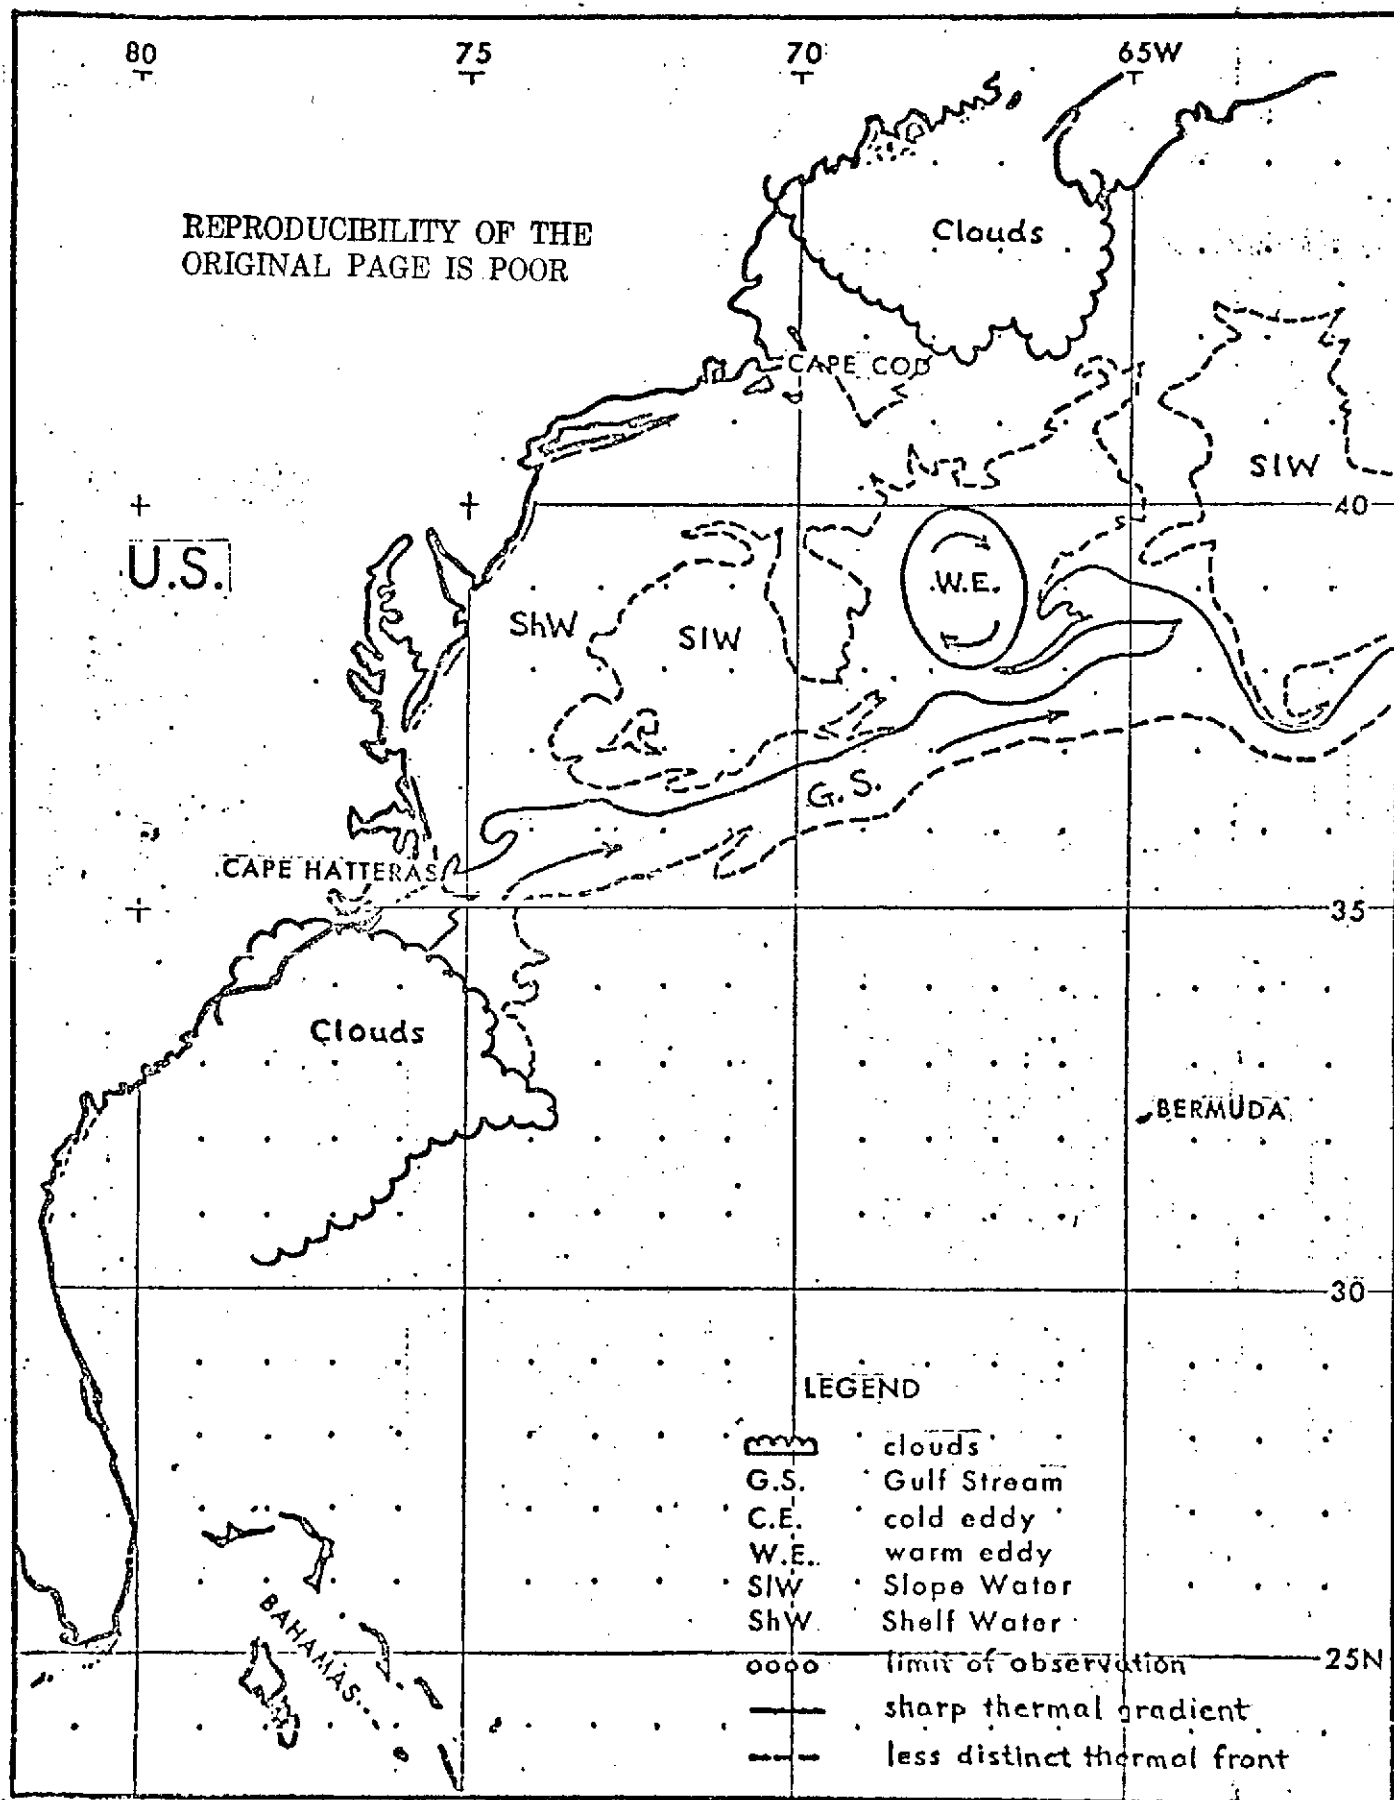 80 75 70 65W
REPRODUCIBILITY OF THE
ORIGINAL PAGE IS POOR
Clouds
CAPE COD
SlW
40
U.S.
W.E.
ShW
SlW
G.S.
CAPE HATTERAS
35
Clouds
BERMUDA
30
LEGEND
clouds
G.S. Gulf Stream
C.E. cold eddy
W.E. warm eddy
SlW Slope Water
ShW Shelf Water
limit of observation
25N
sharp thermal gradient
less distinct thermal front
BAHAMAS